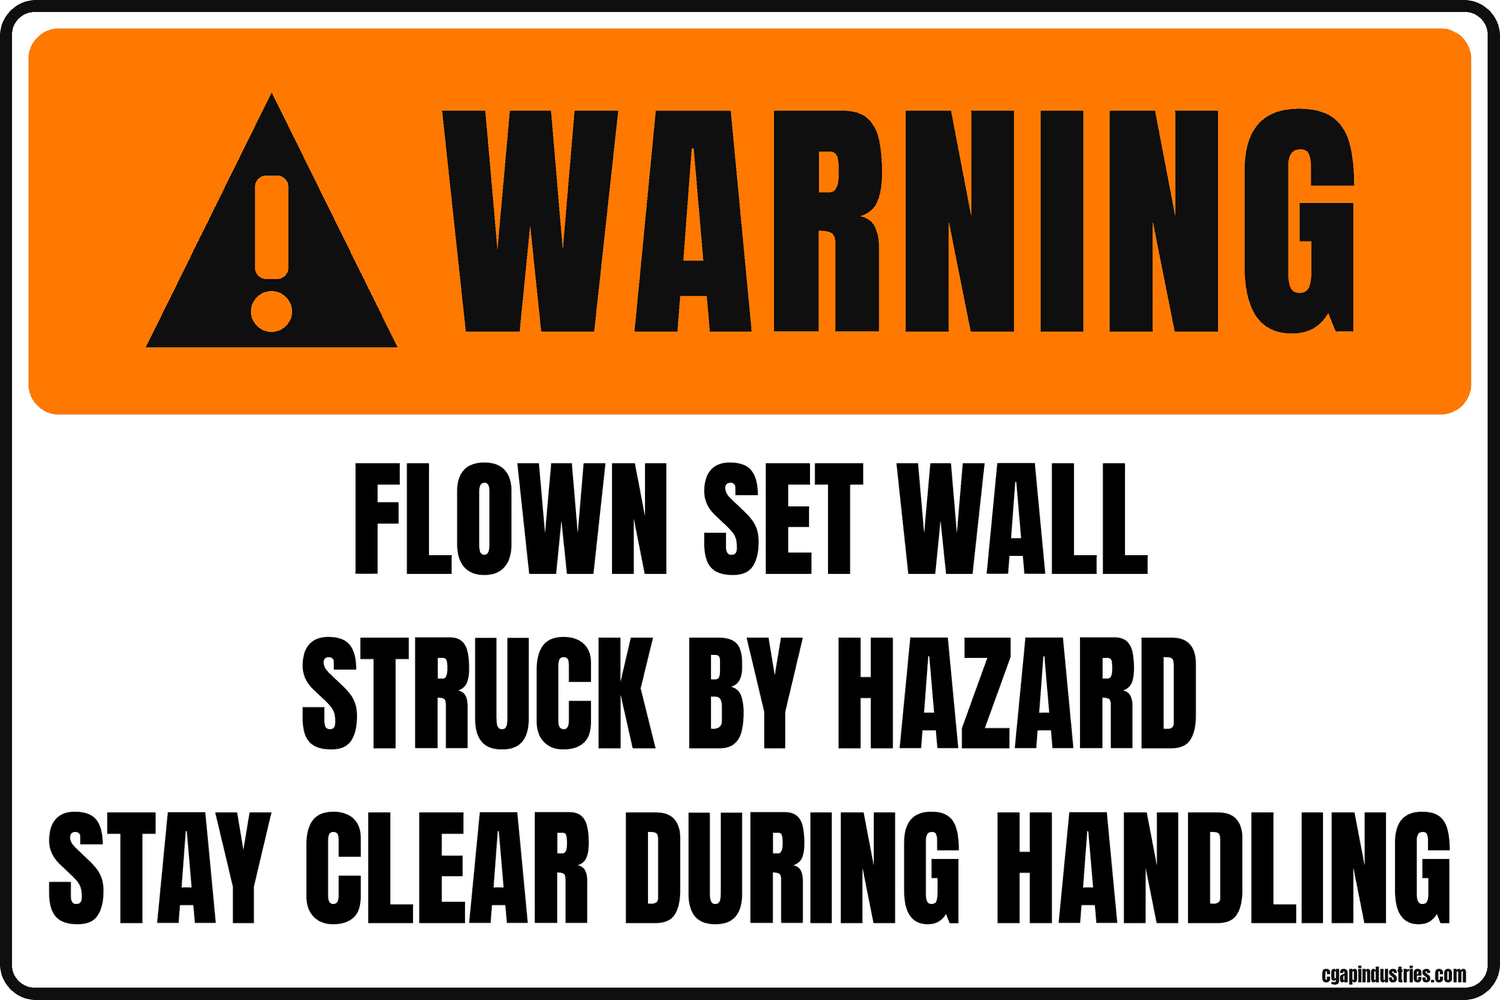 WARNING
FLOWN SET WALL
STRUCK BY HAZARD
STAY CLEAR DURING HANDLING
cgapindustries.com